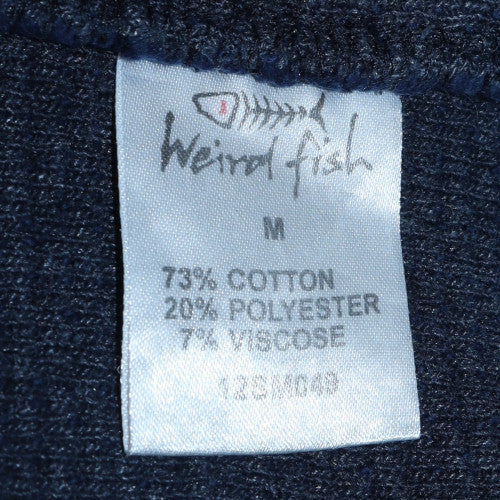 Weird fish
M
73% COTTON
20% POLYESTER
7% VISCOSE
12SM049